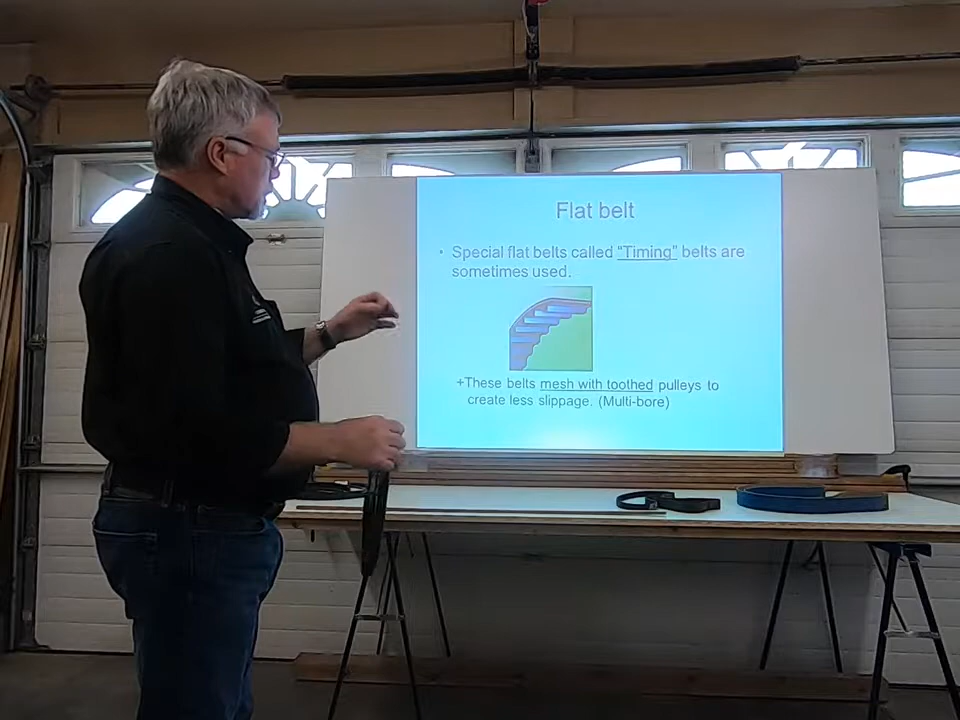 Flat belt
• Special flat belts called “Timing” belts are
sometimes used.
+These belts mesh with toothed pulleys to
create less slippage. (Multi-bore)